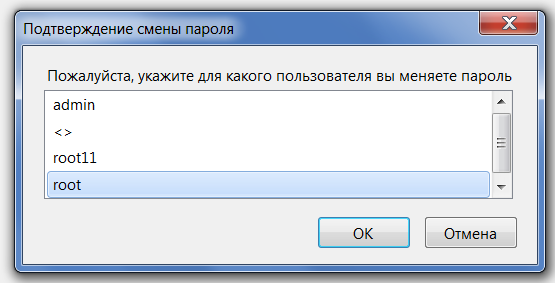 Подтверждение смены пароля
Пожалуйста, укажите для какого пользователя вы меняете пароль
admin
<>
root11
root
OK
Отмена